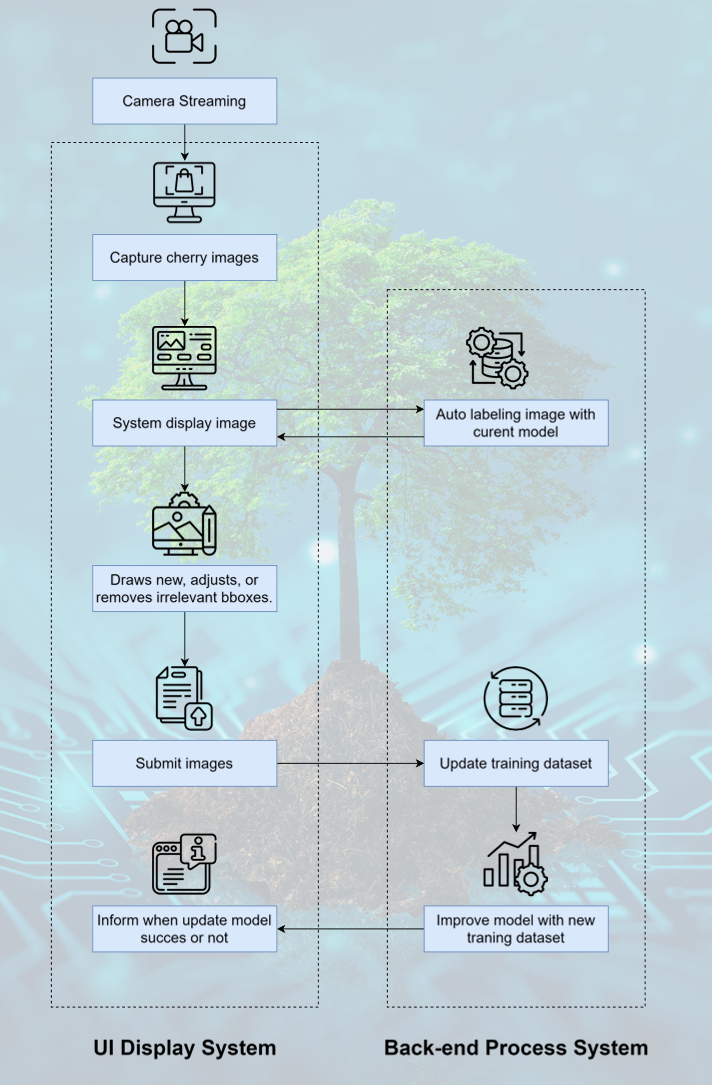 Camera Streaming
Capture cherry images
System display image
Auto labeling image with
curent model
Draws new, adjusts, or
removes irrelevant bboxes.
Submit images
Update training dataset
Inform when update model
succes or not
Improve model with new
traning dataset
UI Display System
Back-end Process System